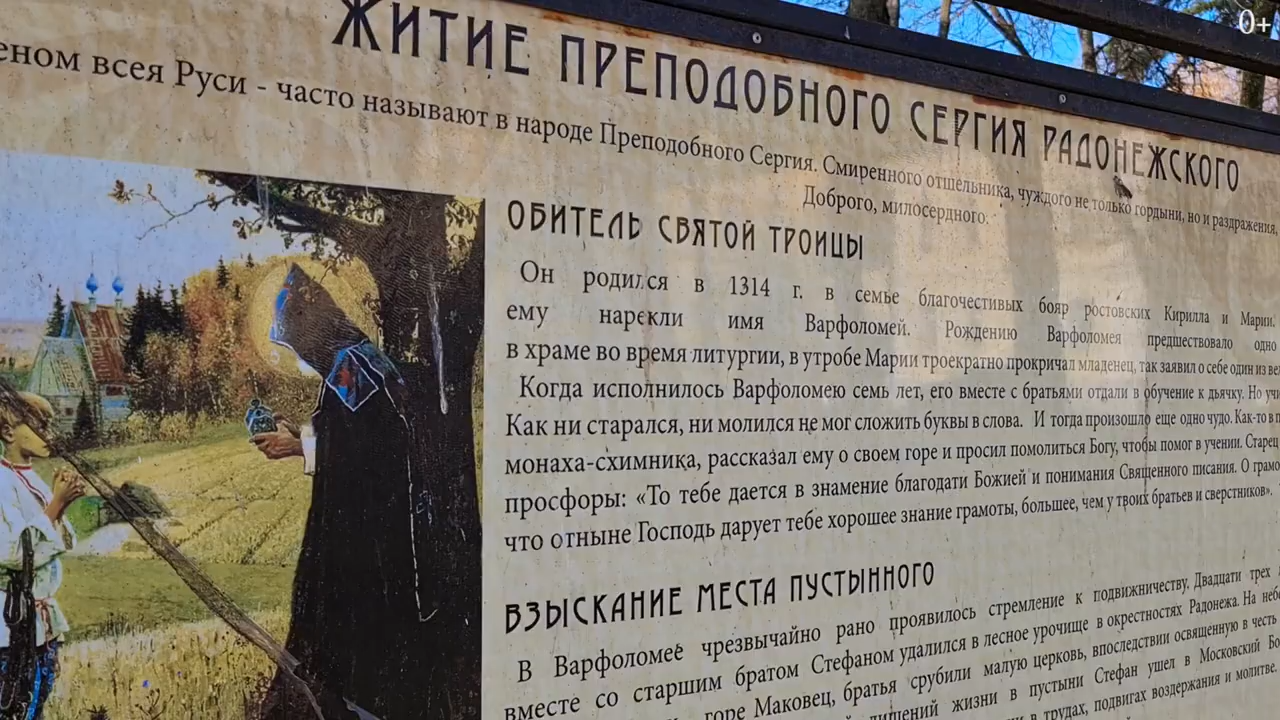 0+
ЖИТИЕ ПРЕПОДОБНОГО СЕРГИЯ РАДОНЕЖСКОГО
еном всея Руси - часто называют в народе Преподобного Сергия. Смиренного отшельника, чуждого не только гордыни, но и раздражения,
Доброго, милосердного.
ОБИТЕЛЬ СВЯТОЙ ТРОИЦЫ
Он родился в 1314 г. в семье благочестивых бояр ростовских Кирилла и Марии.
ему нарекли имя Варфоломей. Рождению Варфоломея предшествовало одно
в храме во время литургии, в утробе Марии троекратно прокричал младенец, так заявил о себе один из
Когда исполнилось Варфоломею семь лет, его вместе с братьями отдали в обучение к дьячку. Но
Как ни старался, ни молился не мог сложить буквы в слова. И тогда произошло еще одно чудо. Как-то в
монаха-схимника, рассказал ему о своем горе и просил помолиться Богу, чтобы помог в учении. Старец
просфоры: «То тебе дается в знамение благодати Божией и понимания Священного писания. О
что отныне Господь дарует тебе хорошее знание грамоты, большее, чем у твоих братьев и сверстников».
ВЗЫСКАНИЕ МЕСТА ПУСТЫННОГО
В Варфоломее чрезвычайно рано проявилось стремление к подвижничеству. Двадцати трех
вместе со старшим братом Стефаном удалился в лесное урочище в окрестностях Радонежа. На
горе Маковец, братья срубили малую церковь, впоследствии освященную в честь
лишений жизни в пустыни Стефан ушел в Московский
в трудах, подвигах воздержания и молитве.